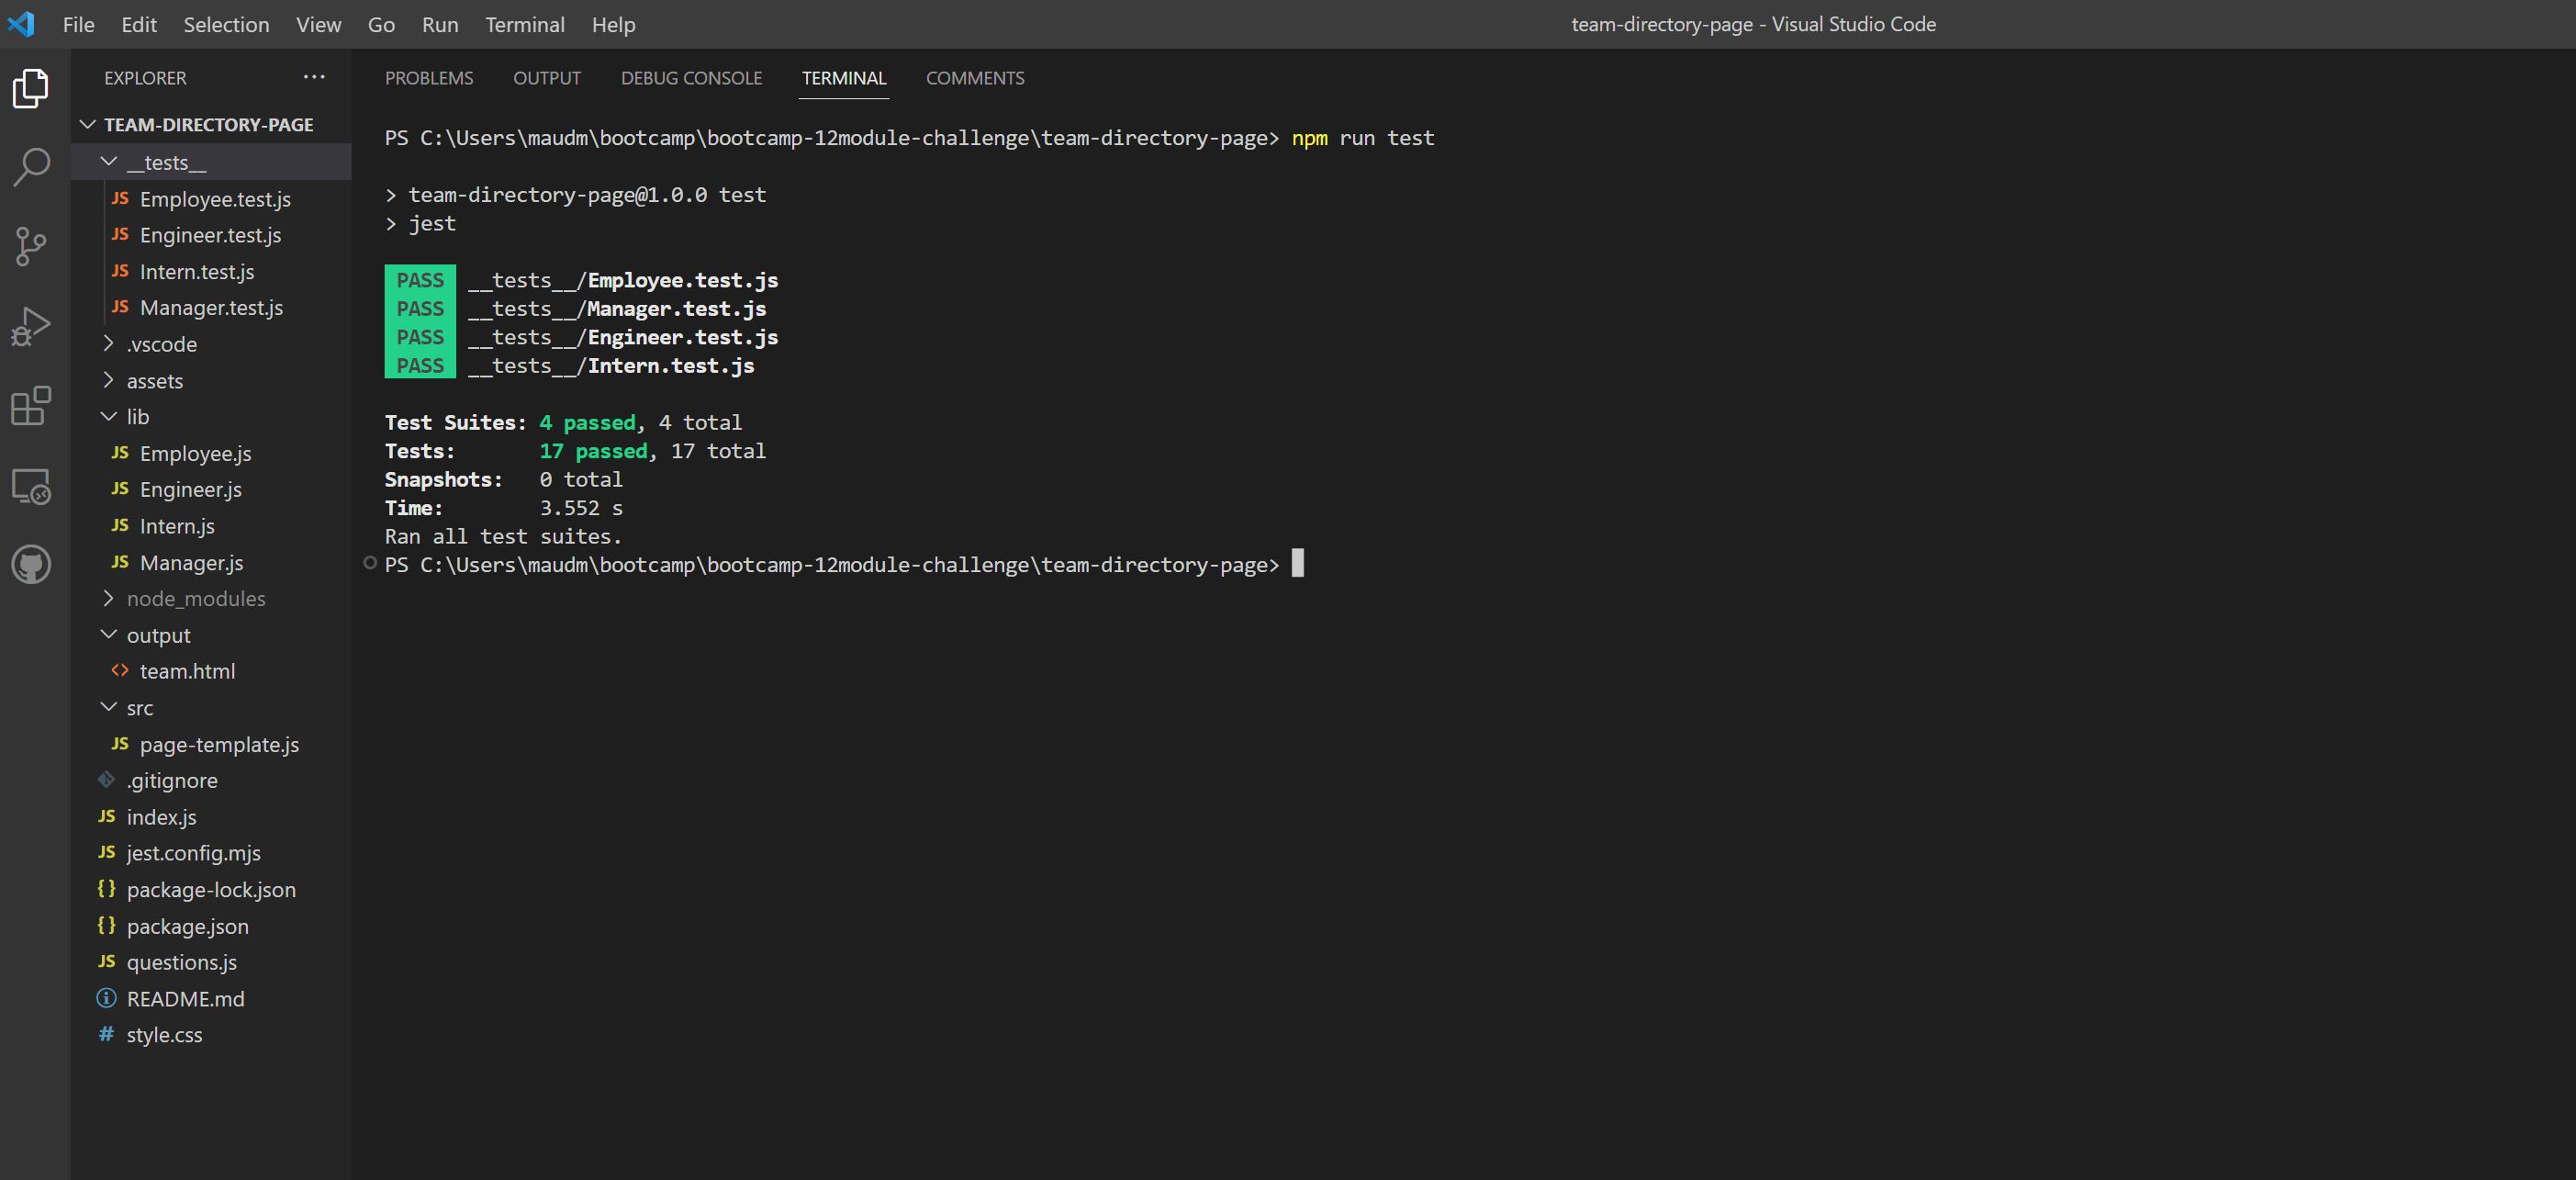 File Edit Selection View Go Run Terminal Help
team-directory-page - Visual Studio Code
EXPLORER
TEAM-DIRECTORY-PAGE
__tests__
JS Employee.test.js
JS Engineer.test.js
JS Intern.test.js
JS Manager.test.js
.vscode
assets
lib
JS Employee.js
JS Engineer.js
JS Intern.js
JS Manager.js
node_modules
output
<> team.html
src
JS page-template.js
.gitignore
JS index.js
JS jest.config.mjs
{} package-lock.json
{} package.json
JS questions.js
README.md
# style.css
PROBLEMS OUTPUT DEBUG CONSOLE TERMINAL COMMENTS
PS C:\Users\maudm\bootcamp\bootcamp-12module-challenge\team-directory-page> npm run test
> team-directory-page@1.0.0 test
> jest
PASS __tests__/Employee.test.js
PASS __tests__/Manager.test.js
PASS __tests__/Engineer.test.js
PASS __tests__/Intern.test.js
Test Suites: 4 passed, 4 total
Tests: 17 passed, 17 total
Snapshots: 0 total
Time: 3.552 s
Ran all test suites.
PS C:\Users\maudm\bootcamp\bootcamp-12module-challenge\team-directory-page>